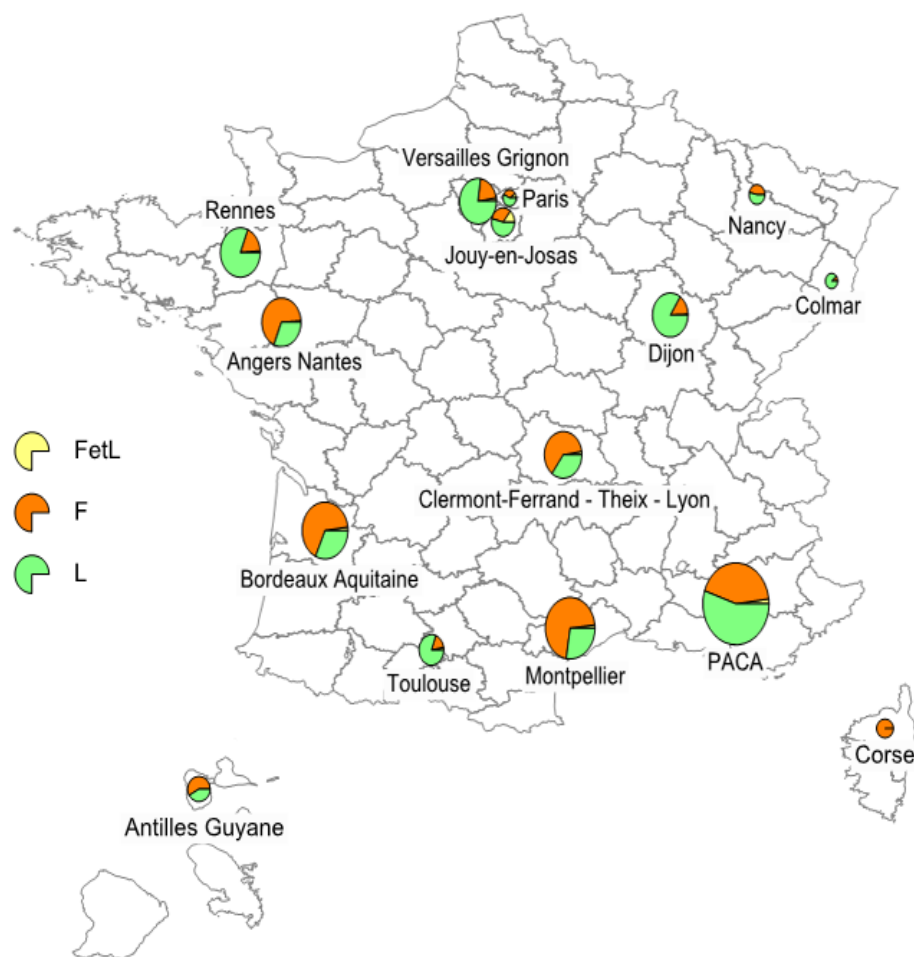 Versailles Grignon
Paris
Rennes
Nancy
Jouy-en-Josas
Colmar
Angers Nantes
Dijon
FetL
Clermont-Ferrand - Theix - Lyon
F
L
Bordeaux Aquitaine
PACA
Toulouse
Montpellier
Corse
Antilles Guyane